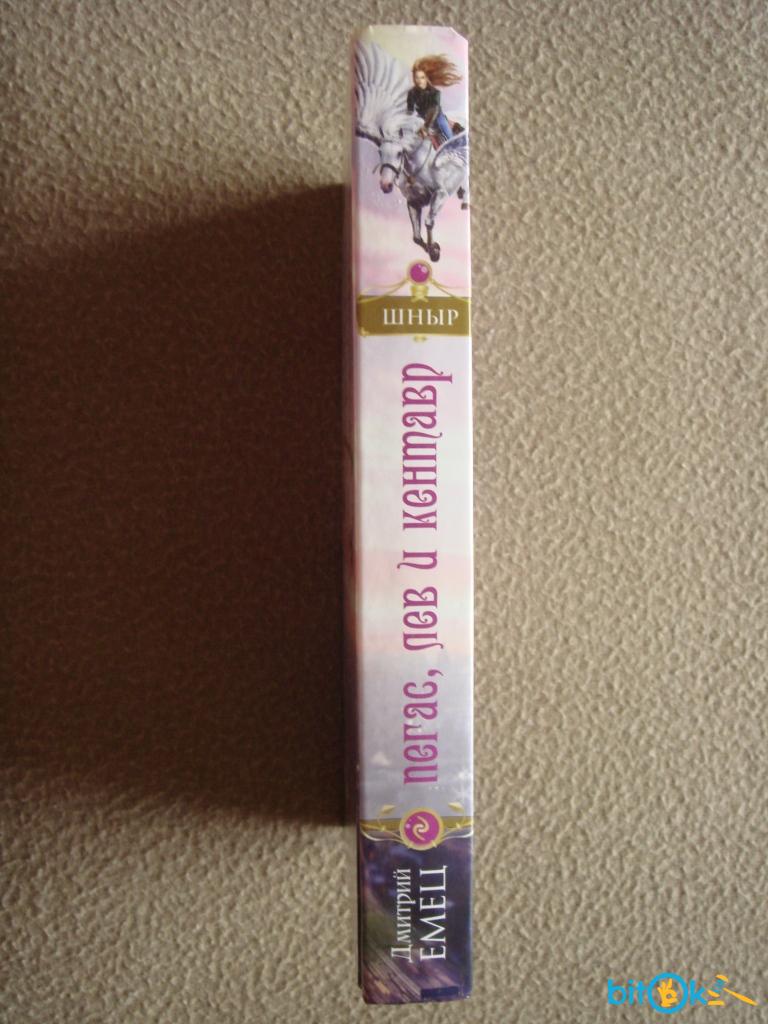 ШНЫР
пегас, лев и кентавр
Дмитрий
ЕМЕЦ
bitOk